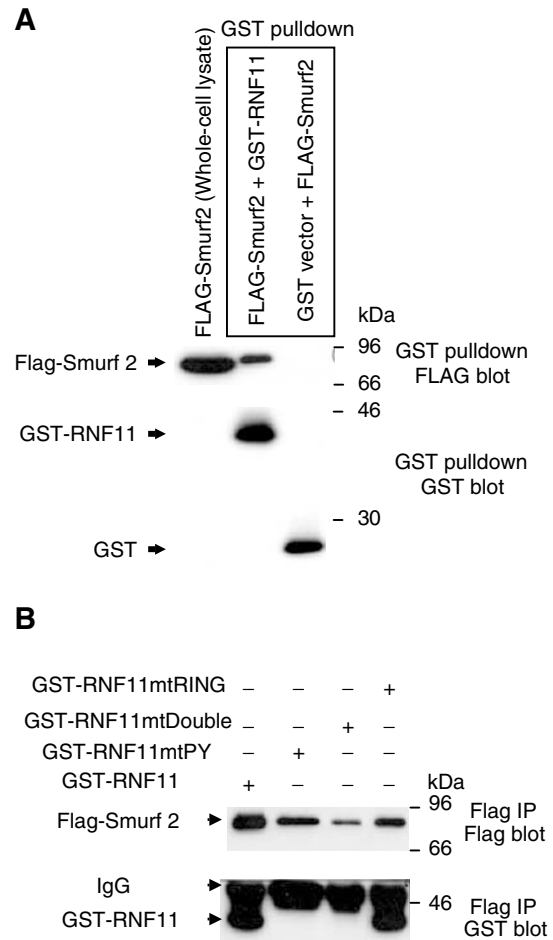 A
GST pulldown
FLAG-Smurf2 (Whole-cell lysate)
FLAG-Smurf2 + GST-RNF11
GST vector + FLAG-Smurf2
kDa
Flag-Smurf 2
– 96
GST pulldown
FLAG blot
– 66
– 46
GST-RNF11
GST pulldown
GST blot
– 30
GST
B
GST-RNF11mtRING – – – +
GST-RNF11mtDouble – – + –
GST-RNF11mtPY – + – –
GST-RNF11 + – – –
kDa
Flag-Smurf 2
– 96
Flag IP
Flag blot
– 66
IgG
– 46
Flag IP
GST blot
GST-RNF11